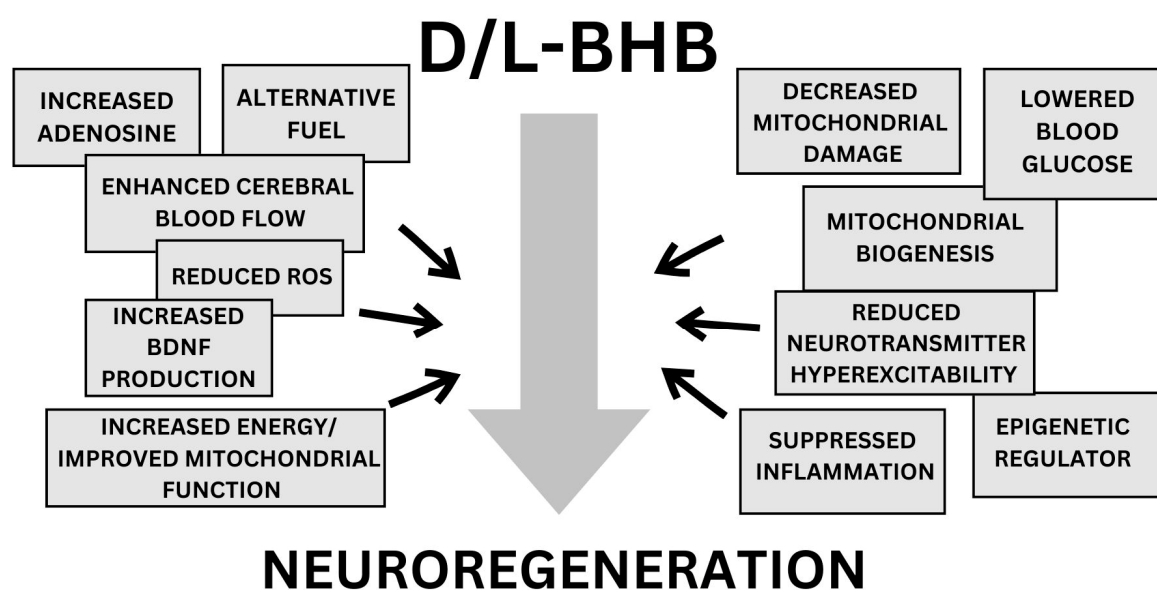 D/L-BHB
INCREASED
ADENOSINE
ALTERNATIVE
FUEL
ENHANCED CEREBRAL
BLOOD FLOW
REDUCED ROS
INCREASED
BDNF
PRODUCTION
INCREASED ENERGY/
IMPROVED MITOCHONDRIAL
FUNCTION
DECREASED
MITOCHONDRIAL
DAMAGE
LOWERED
BLOOD
GLUCOSE
MITOCHONDRIAL
BIOGENESIS
REDUCED
NEUROTRANSMITTER
HYPEREXCITABILITY
SUPPRESSED
INFLAMMATION
EPIGENETIC
REGULATOR
NEUROREGENERATION